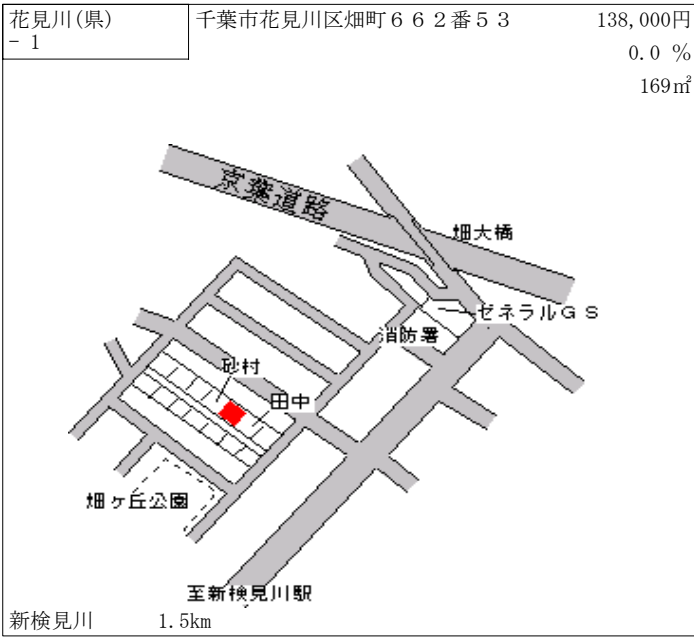 花見川(県)
- 1
千葉市花見川区畑町６６２番５３
138,000円
0.0 %
169㎡
京葉道路
畑大橋
ゼネラルＧＳ
消防署
砂村
田中
畑ヶ丘公園
至新検見川駅
新検見川 1.5km